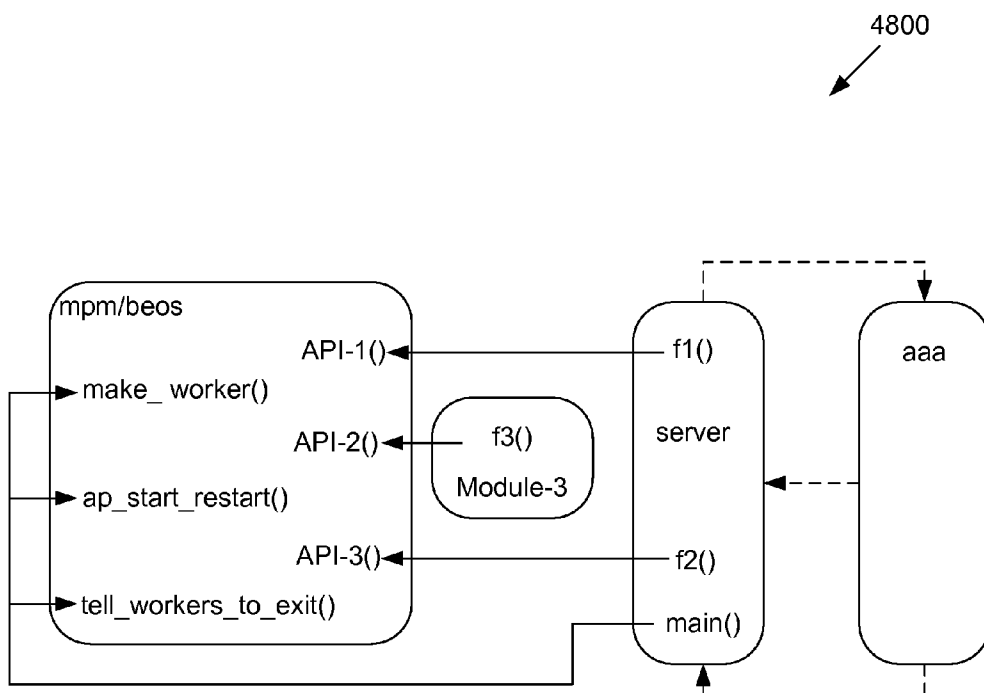 4800
mpm/beos
API-1()
f1()
aaa
make_ worker()
server
API-2()
f3()
Module-3
ap_start_restart()
API-3()
f2()
tell_workers_to_exit()
main()